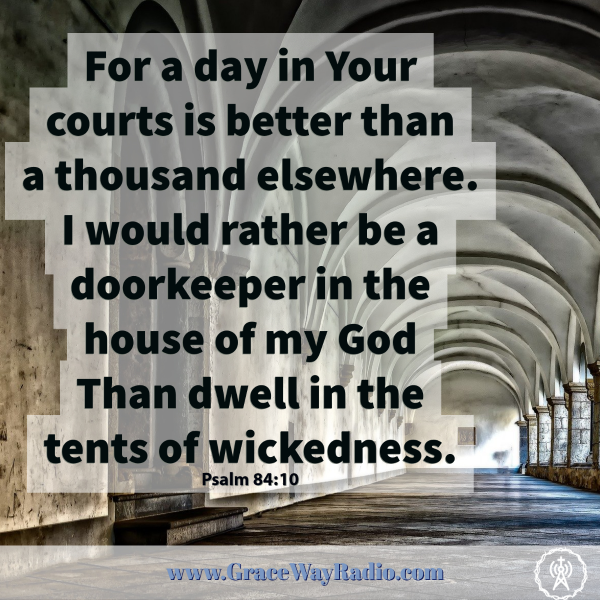 For a day in Your
courts is better than
a thousand elsewhere.
I would rather be a
doorkeeper in the
house of my God
Than dwell in the
tents of wickedness.
Psalm 84:10
www.GraceWayRadio.com